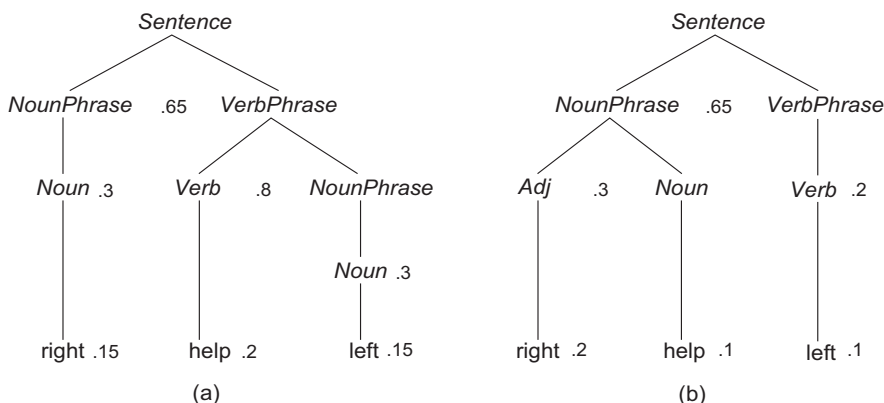 Sentence Sentence
NounPhrase .65 VerbPhrase NounPhrase .65 VerbPhrase
Noun .3 Verb .8 NounPhrase Adj .3 Noun Verb .2
Noun .3
right .15 help .2 left .15 right .2 help .1 left .1
(a) (b)